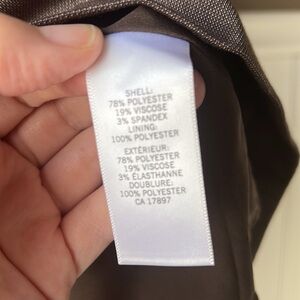 SHELL:
78% POLYESTER
19% VISCOSE
3% SPANDEX
LINING:
100% POLYESTER
EXTÉRIEUR:
78% POLYESTER
19% VISCOSE
3% ÉLASTHANNE
DOUBLURE:
100% POLYESTER
CA 17897